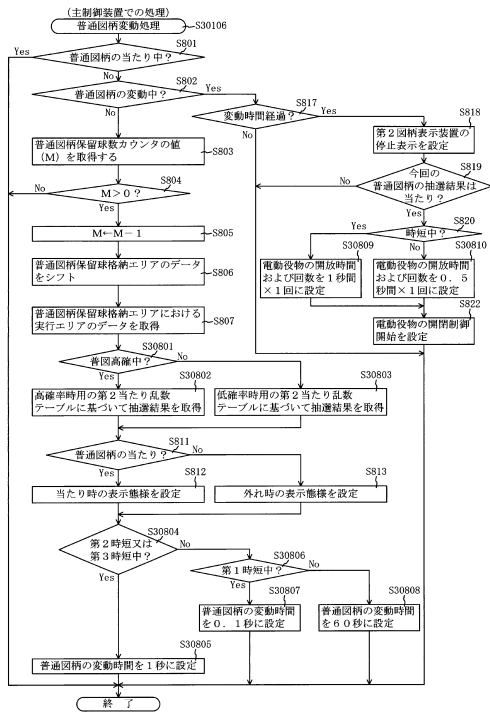 (主制御装置での処理)
普通図柄変動処理
S30106
S801
Yes
普通図柄の当たり中?
No
S802
普通図柄の変動中?
Yes
No
S817
変動時間経過?
Yes
No
S818
第2図柄表示装置の
停止表示を設定
S819
今回の
普通図柄の抽選結果は
当たり?
No
Yes
S820
時短中?
Yes
No
S30809
電動役物の開放時間
および回数を1秒間
×1回に設定
S30810
電動役物の開放時間
および回数を0.5
秒間×1回に設定
S822
電動役物の開閉制御
開始を設定
普通図柄保留球数カウンタの値
(M)を取得する
S803
S804
M>0?
No
Yes
M←M-1
S805
普通図柄保留球格納エリアのデータ
をシフト
S806
普通図柄保留球格納エリアにおける
実行エリアのデータを取得
S807
S30801
普図高確中?
No
Yes
S30802
高確率時用の第2当たり乱数
テーブルに基づいて抽選結果を取得
S30803
低確率時用の第2当たり乱数
テーブルに基づいて抽選結果を取得
S811
普通図柄の当たり?
No
Yes
S812
当たり時の表示態様を設定
S813
外れ時の表示態様を設定
S30804
第2時短又は
第3時短中?
No
Yes
S30806
第1時短中?
No
Yes
S30807
普通図柄の変動時間
を0.1秒に設定
S30808
普通図柄の変動時間
を60秒に設定
S30805
普通図柄の変動時間を1秒に設定
終 了